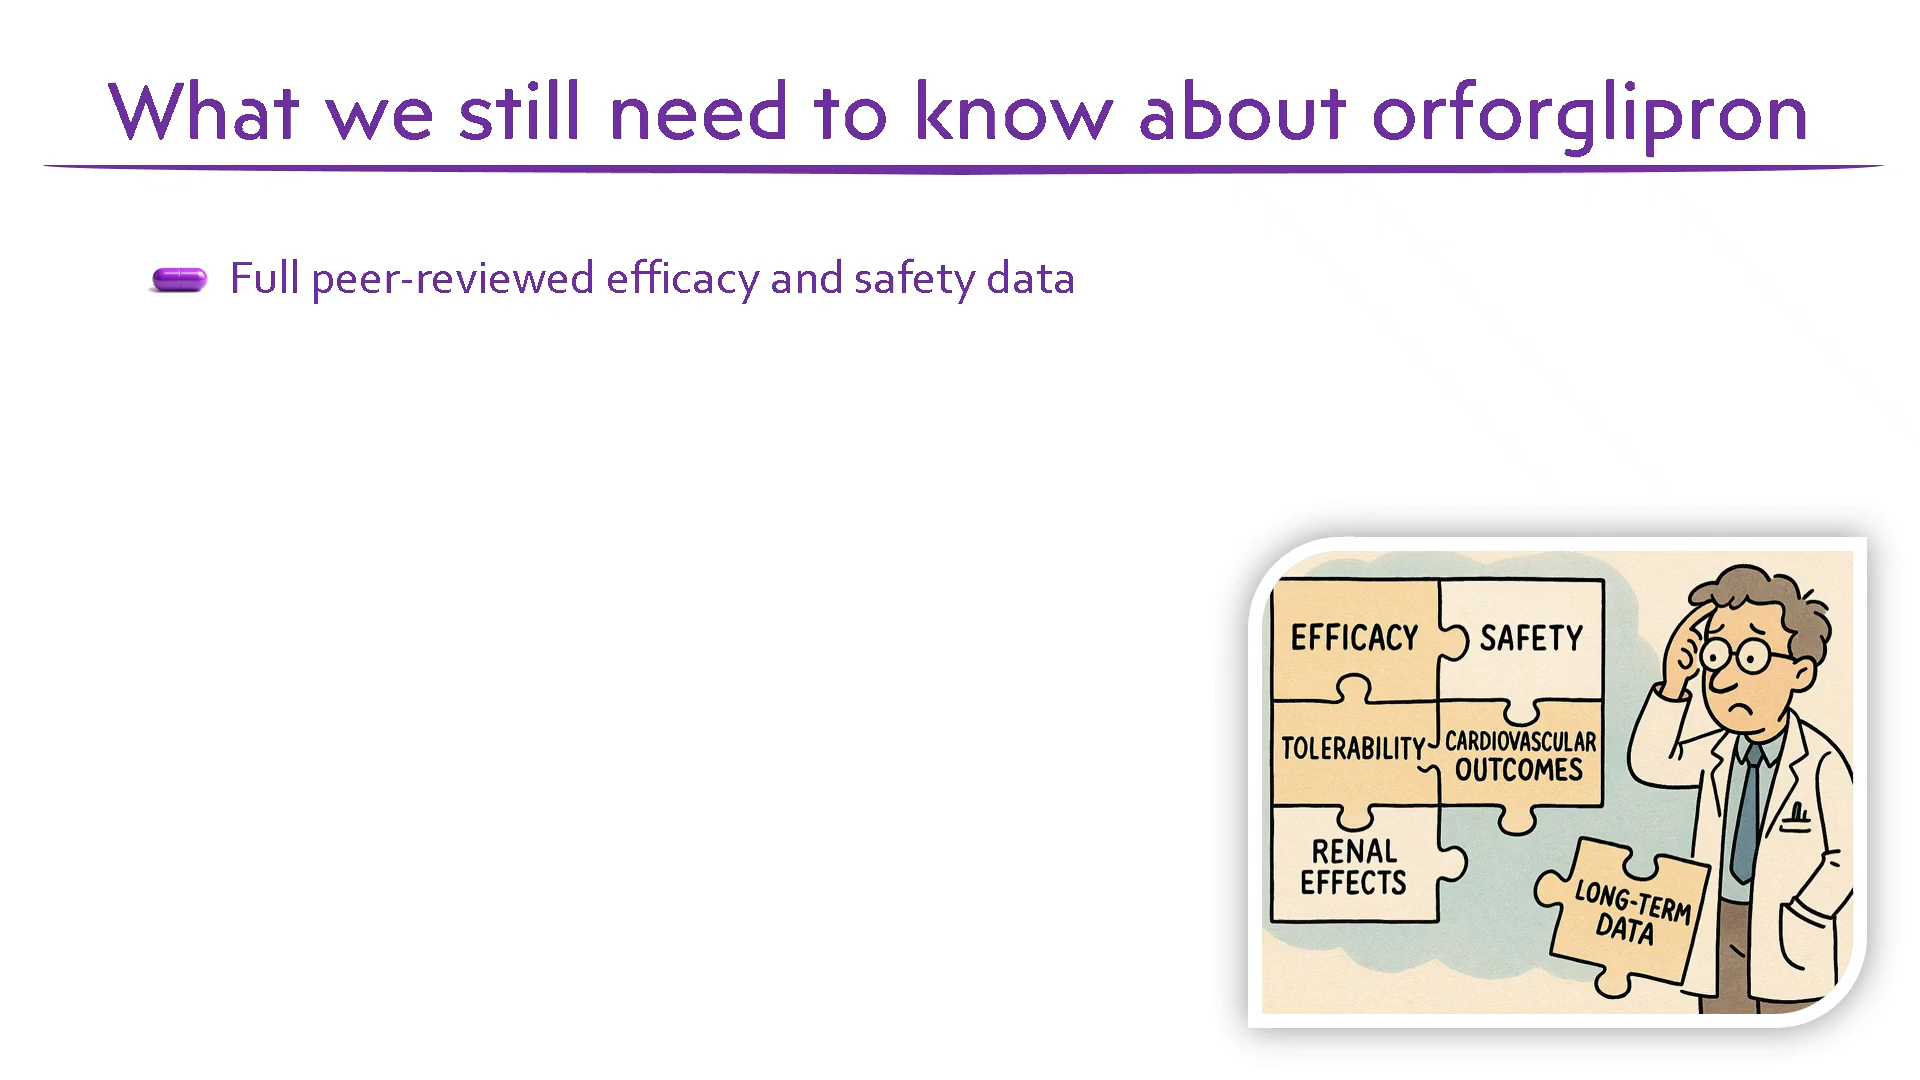 What we still need to know about orforglipron
Full peer-reviewed efficacy and safety data
EFFICACY
SAFETY
TOLERABILITY
CARDIOVASCULAR
OUTCOMES
RENAL
EFFECTS
LONG-TERM
DATA